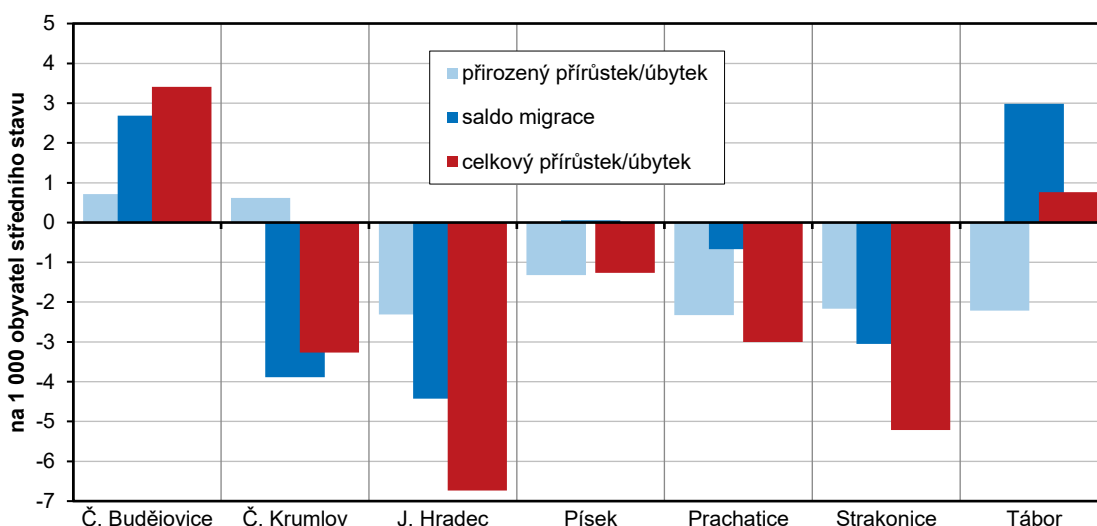 na 1 000 obyvatel středního stavu
5
4
3
2
1
0
-1
-2
-3
-4
-5
-6
-7
přirozený přírůstek/úbytek
saldo migrace
celkový přírůstek/úbytek
Č. Budějovice Č. Krumlov J. Hradec Písek Prachatice Strakonice Tábor